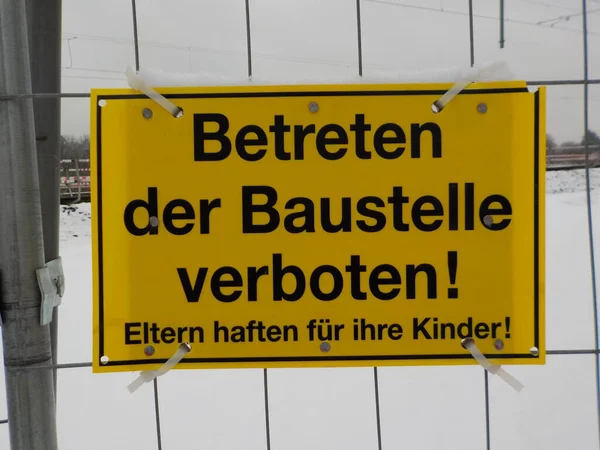 Betreten
der Baustelle
verboten!
Eltern haften für ihre Kinder!